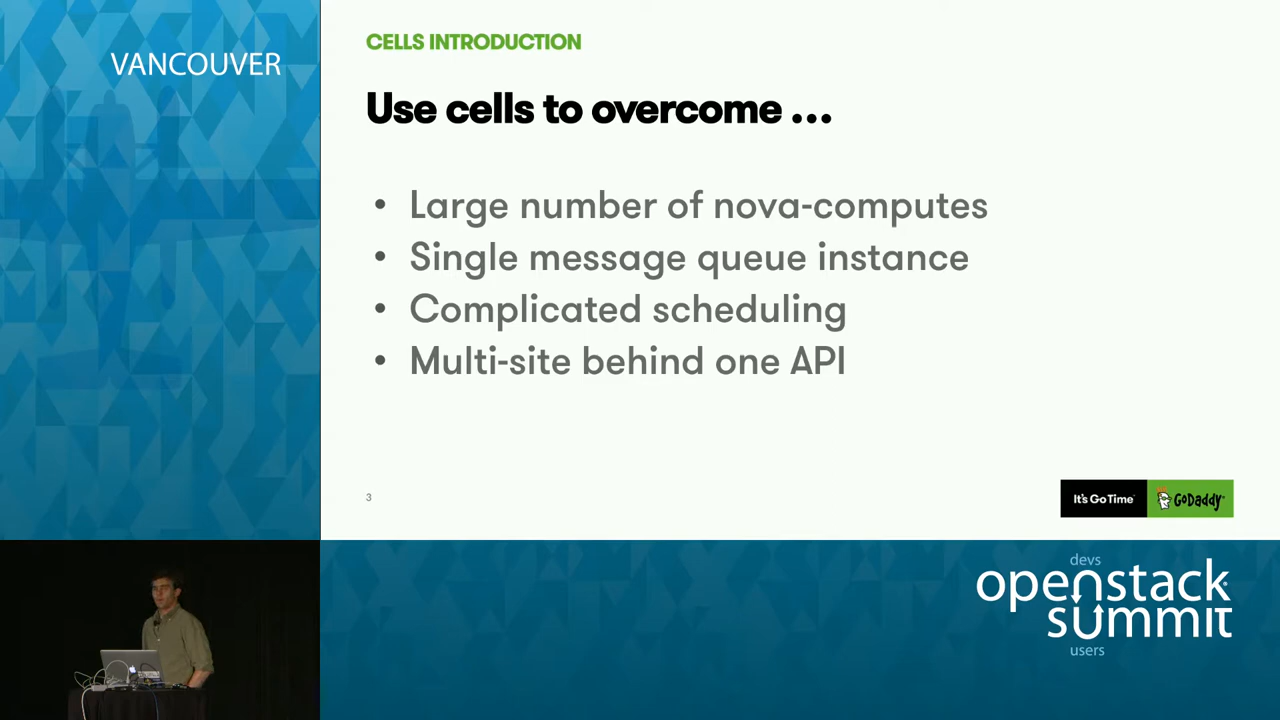 VANCOUVER
CELLS INTRODUCTION
Use cells to overcome ...
• Large number of nova-computes
• Single message queue instance
• Complicated scheduling
• Multi-site behind one API
3
It's Go Time
GoDaddy
devs
openstack
summit
users